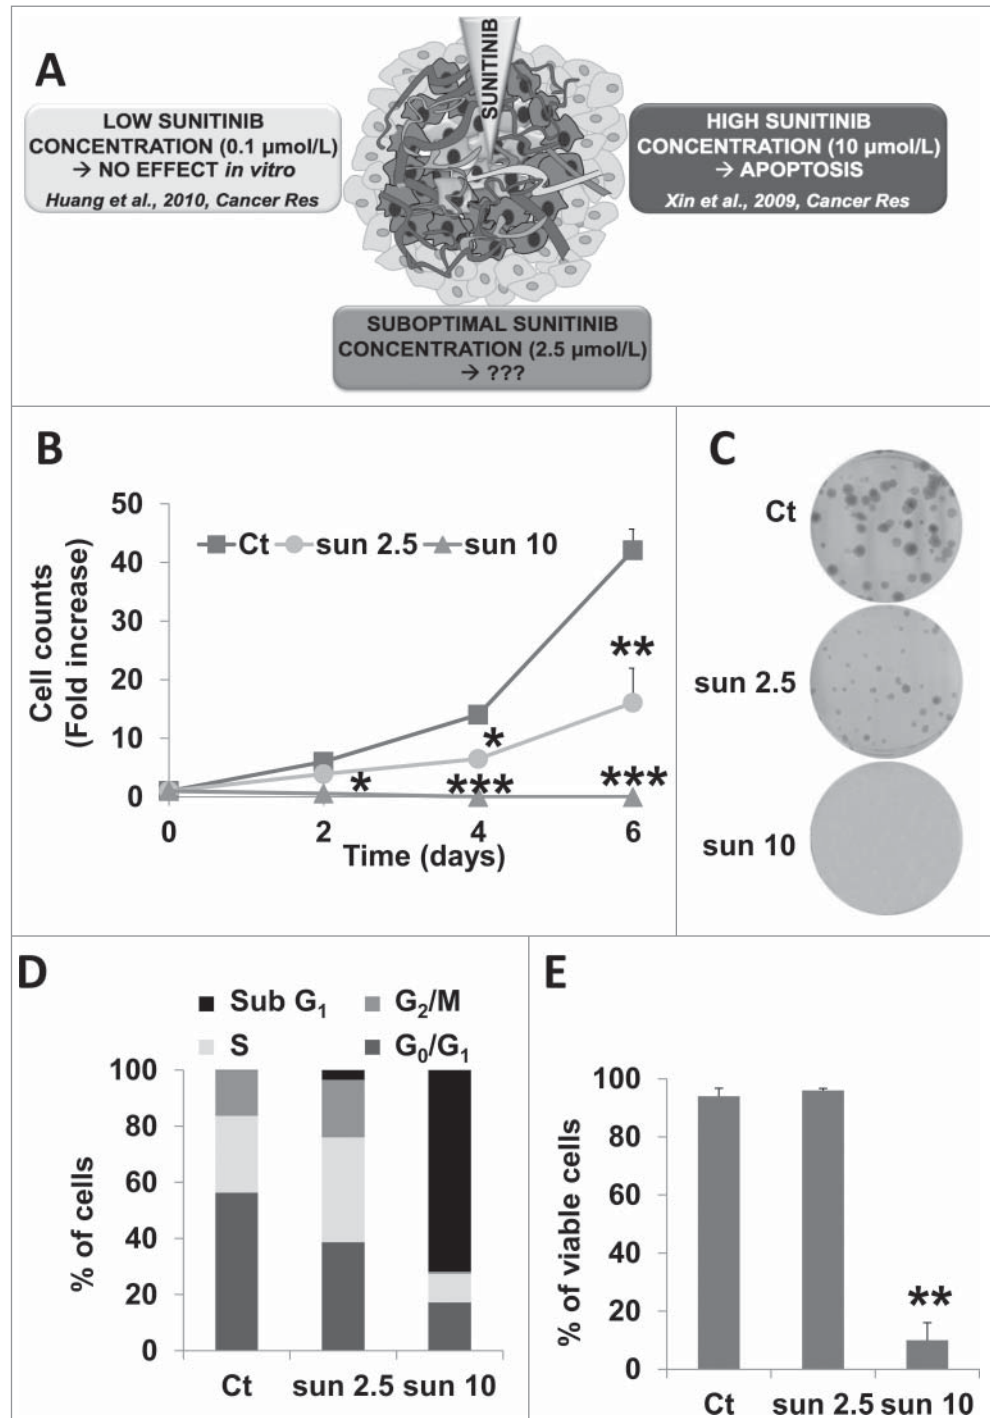 A
SUNITINIB
LOW SUNITINIB
CONCENTRATION (0.1 µmol/L)
→ NO EFFECT in vitro
Huang et al., 2010, Cancer Res
HIGH SUNITINIB
CONCENTRATION (10 µmol/L)
→ APOPTOSIS
Xin et al., 2009, Cancer Res
SUBOPTIMAL SUNITINIB
CONCENTRATION (2.5 µmol/L)
→ ???
B
Cell counts
(Fold increase)
50
40
30
20
10
0
Ct sun 2.5 sun 10
**
*
* *** ***
0 2 4 6
Time (days)
C
Ct
sun 2.5
sun 10
D
Sub G₁ G₂/M
S G₀/G₁
% of cells
100
80
60
40
20
0
Ct sun 2.5 sun 10
E
% of viable cells
100
80
60
40
20
0
**
Ct sun 2.5 sun 10